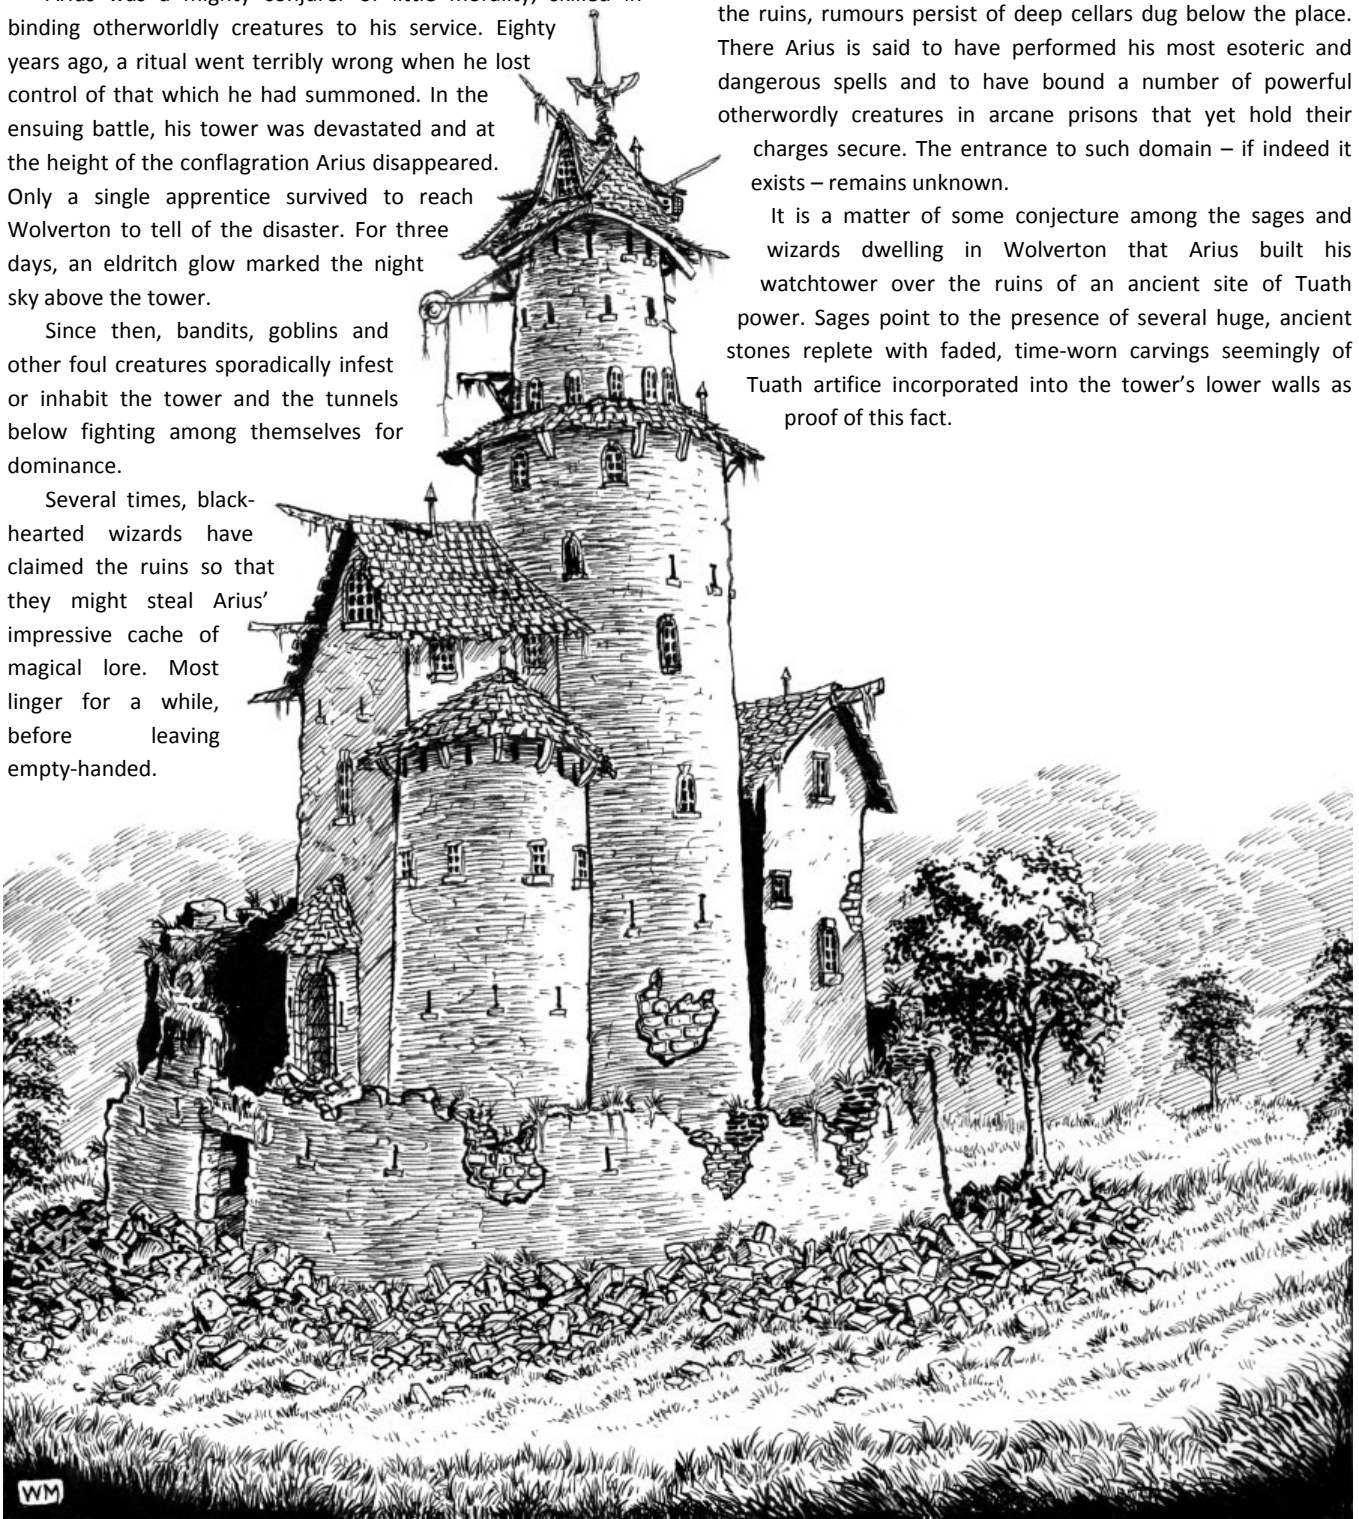 Arius was a mighty conjurer of little morality, skilled in
binding otherworldly creatures to his service. Eighty
years ago, a ritual went terribly wrong when he lost
control of that which he had summoned. In the
ensuing battle, his tower was devastated and at
the height of the conflagration Arius disappeared.
Only a single apprentice survived to reach
Wolverton to tell of the disaster. For three
days, an eldritch glow marked the night
sky above the tower.
Since then, bandits, goblins and
other foul creatures sporadically infest
or inhabit the tower and the tunnels
below fighting among themselves for
dominance.
Several times, black-
hearted wizards have
claimed the ruins so that
they might steal Arius’
impressive cache of
magical lore. Most
linger for a while,
before leaving
empty-handed.
the ruins, rumours persist of deep cellars dug below the place.
There Arius is said to have performed his most esoteric and
dangerous spells and to have bound a number of powerful
otherwordly creatures in arcane prisons that yet hold their
charges secure. The entrance to such domain – if indeed it
exists – remains unknown.
It is a matter of some conjecture among the sages and
wizards dwelling in Wolverton that Arius built his
watchtower over the ruins of an ancient site of Tuath
power. Sages point to the presence of several huge, ancient
stones replete with faded, time-worn carvings seemingly of
Tuath artifice incorporated into the tower’s lower walls as
proof of this fact.
WM